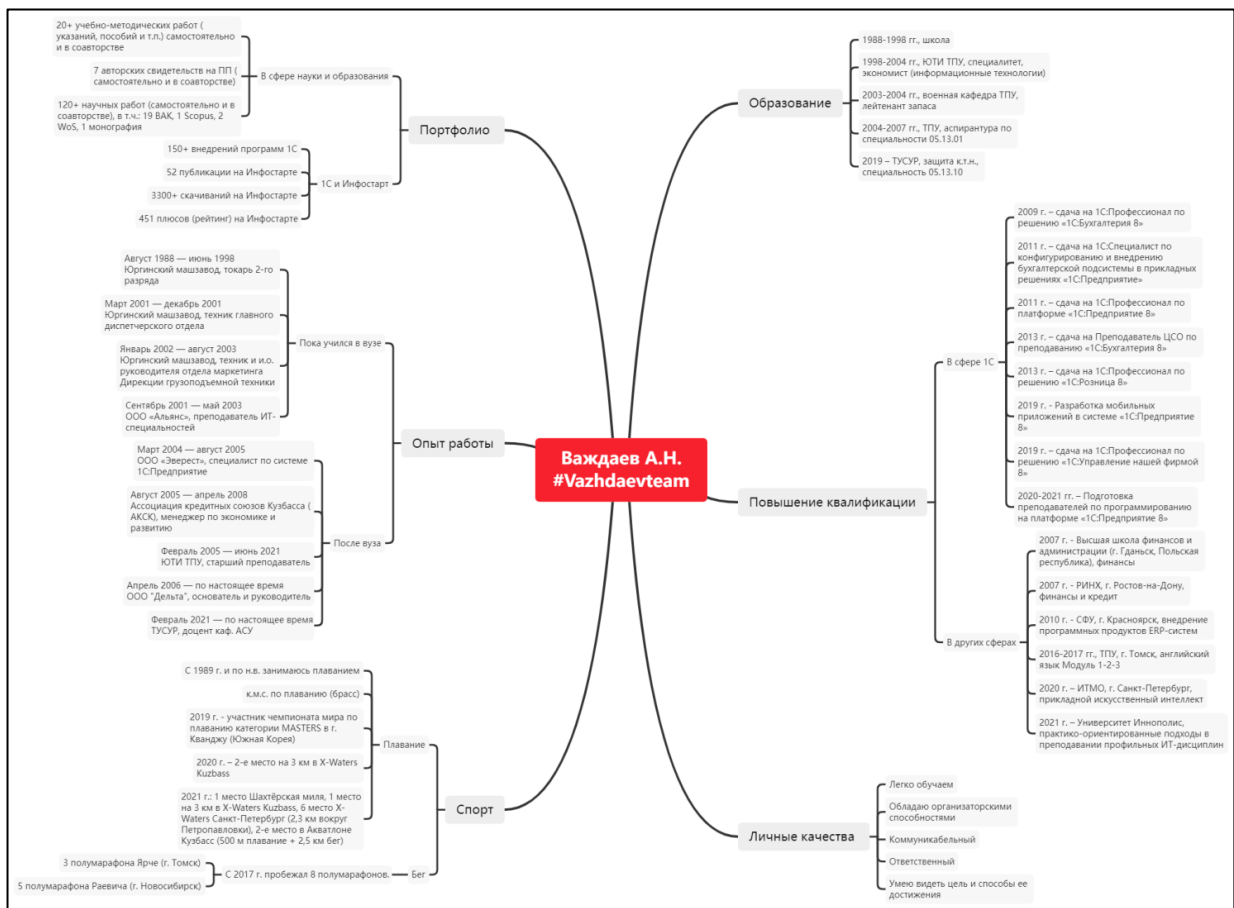 Важдаев А.Н.
#Vazhdaevteam
Портфолио
В сфере науки и образования
20+ учебно-методических работ (
указаний, пособий и т.п.) самостоятельно
и в соавторстве
7 авторских свидетельств на ПП (
самостоятельно и в соавторстве)
120+ научных работ (самостоятельно и в
соавторстве), в т.ч.: 19 ВАК, 1 Scopus, 2
WoS, 1 монография
1С и Инфостарт
150+ внедрений программ 1С
52 публикации на Инфостарте
3300+ скачиваний на Инфостарте
451 плюсов (рейтинг) на Инфостарте
Опыт работы
Пока учился в вузе
Август 1988 — июнь 1998
Юргинский машзавод, токарь 2-го
разряда
Март 2001 — декабрь 2001
Юргинский машзавод, техник главного
диспетчерского отдела
Январь 2002 — август 2003
Юргинский машзавод, техник и и.о.
руководителя отдела маркетинга
Дирекции грузоподъемной техники
Сентябрь 2001 — май 2003
ООО «Альянс», преподаватель ИТ-
специальностей
После вуза
Март 2004 — август 2005
ООО «Эверест», специалист по системе
1С:Предприятие
Август 2005 — апрель 2008
Ассоциация кредитных союзов Кузбасса (
АКСК), менеджер по экономике и
развитию
Февраль 2005 — июнь 2021
ЮТИ ТПУ, старший преподаватель
Апрель 2006 — по настоящее время
ООО "Дельта", основатель и руководитель
Февраль 2021 — по настоящее время
ТУСУР, доцент каф. АСУ
Спорт
Плавание
С 1989 г. и по н.в. занимаюсь плаванием
к.м.с. по плаванию (брасс)
2019 г. - участник чемпионата мира по
плаванию категории MASTERS в г.
Кванджу (Южная Корея)
2020 г. – 2-е место на 3 км в X-Waters
Kuzbass
2021 г.: 1 место Шахтёрская миля, 1 место
на 3 км в X-Waters Kuzbass, 6 место X-
Waters Санкт-Петербург (2,3 км вокруг
Петропавловки), 2-е место в Акватлоне
Кузбасс (500 м плавание + 2,5 км бег)
Бег
С 2017 г. пробежал 8 полумарафонов.
3 полумарафона Ярче (г. Томск)
5 полумарафона Раевича (г. Новосибирск)
Образование
1988-1998 гг., школа
1998-2004 гг., ЮТИ ТПУ, специалитет,
экономист (информационные технологии)
2003-2004 гг., военная кафедра ТПУ,
лейтенант запаса
2004-2007 гг., ТПУ, аспирантура по
специальности 05.13.01
2019 – ТУСУР, защита к.т.н.,
специальность 05.13.10
Повышение квалификации
В сфере 1С
2009 г. – сдача на 1С:Профессионал по
решению «1С:Бухгалтерия 8»
2011 г. – сдача на 1С:Специалист по
конфигурированию и внедрению
бухгалтерской подсистемы в прикладных
решениях «1С:Предприятие»
2011 г. – сдача на 1С:Профессионал по
платформе «1С:Предприятие 8»
2013 г. – сдача на Преподаватель ЦСО по
преподаванию «1С:Бухгалтерия 8»
2013 г. – сдача на 1С:Профессионал по
решению «1С:Розница 8»
2019 г. - Разработка мобильных
приложений в системе «1С:Предприятие
8»
2019 г. – сдача на 1С:Профессионал по
решению «1С:Управление нашей фирмой
8»
2020-2021 гг. – Подготовка
преподавателей по программированию
на платформе «1С:Предприятие 8»
В других сферах
2007 г. - Высшая школа финансов и
администрации (г. Гданьск, Польская
республика), финансы
2007 г. - РИНХ, г. Ростов-на-Дону,
финансы и кредит
2010 г. - СФУ, г. Красноярск, внедрение
программных продуктов ERP-систем
2016-2017 гг., ТПУ, г. Томск, английский
язык Модуль 1-2-3
2020 г. – ИТМО, г. Санкт-Петербург,
прикладной искусственный интеллект
2021 г. – Университет Иннополис,
практико-ориентированные подходы в
преподавании профильных ИТ-дисциплин
Личные качества
Легко обучаем
Обладаю организаторскими
способностями
Коммуникабельный
Ответственный
Умею видеть цель и способы ее
достижения